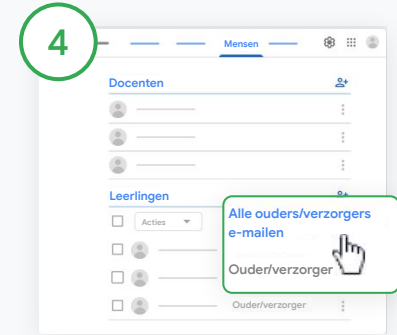 4
Mensen
Docenten
Leerlingen
Acties
Alle ouders/verzorgers
e-mailen
Ouder/verzorger
Ouder/verzorger